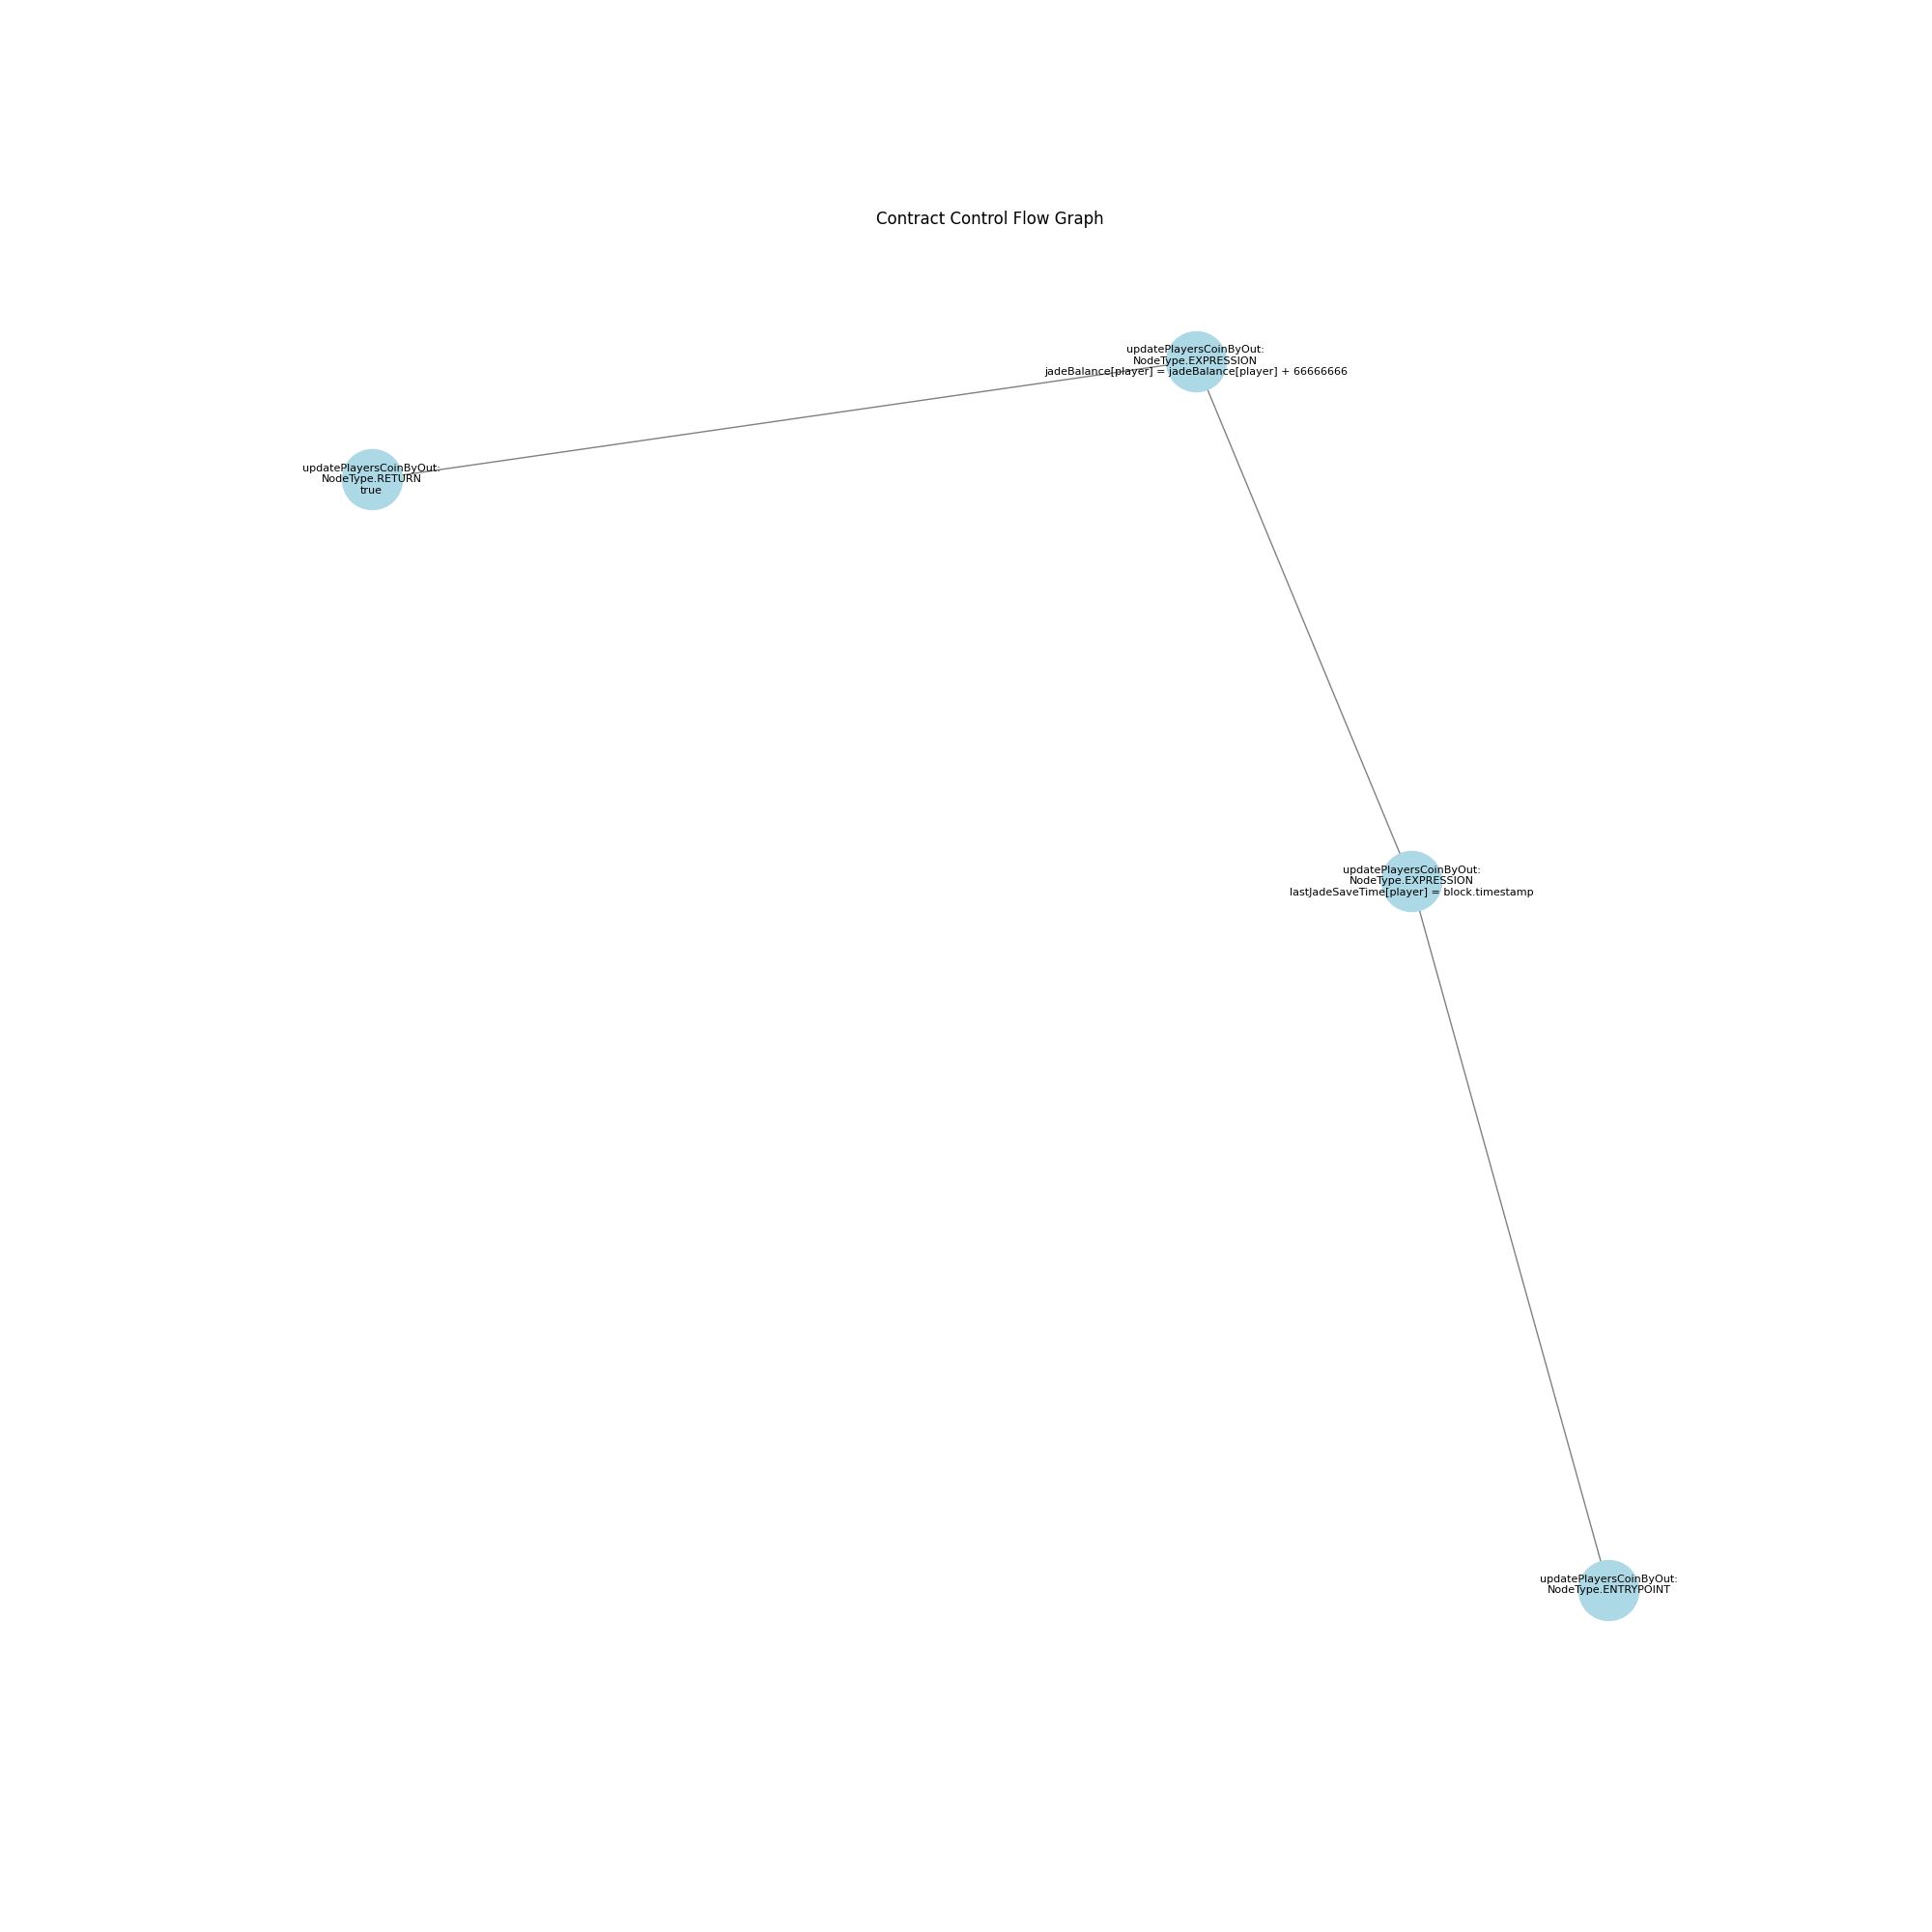 Contract Control Flow Graph
updatePlayersCoinByOut:
NodeType.EXPRESSION
jadeBalance[player] = jadeBalance[player] + 66666666
updatePlayersCoinByOut:
NodeType.RETURN
true
updatePlayersCoinByOut:
NodeType.EXPRESSION
lastJadeSaveTime[player] = block.timestamp
updatePlayersCoinByOut:
NodeType.ENTRYPOINT